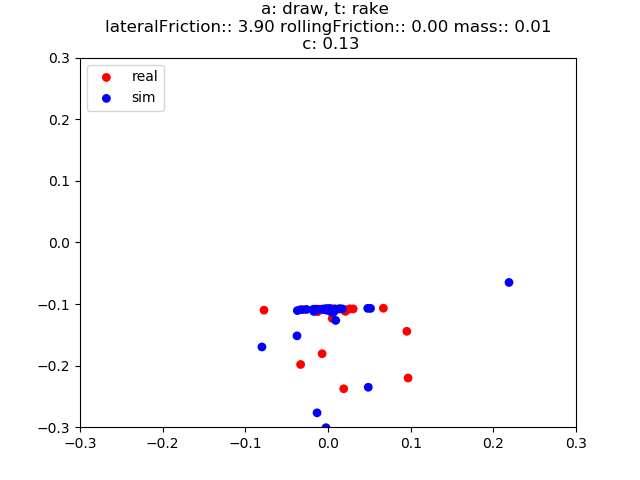 a: draw, t: rake
lateralFriction:: 3.90 rollingFriction:: 0.00 mass:: 0.01
c: 0.13
real
sim
0.3
0.2
0.1
0.0
−0.1
−0.2
−0.3
−0.3 −0.2 −0.1 0.0 0.1 0.2 0.3